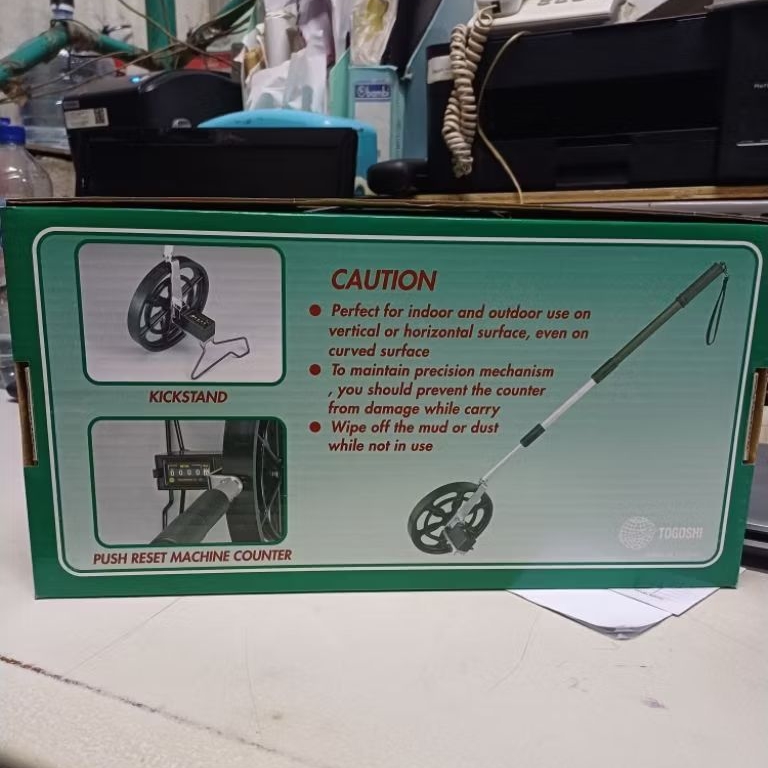 bambi
KICKSTAND
PUSH RESET MACHINE COUNTER
CAUTION
● Perfect for indoor and outdoor use on
vertical or horizontal surface, even on
curved surface
● To maintain precision mechanism
, you should prevent the counter
from damage while carry
● Wipe off the mud or dust
while not in use
TOGOSHI